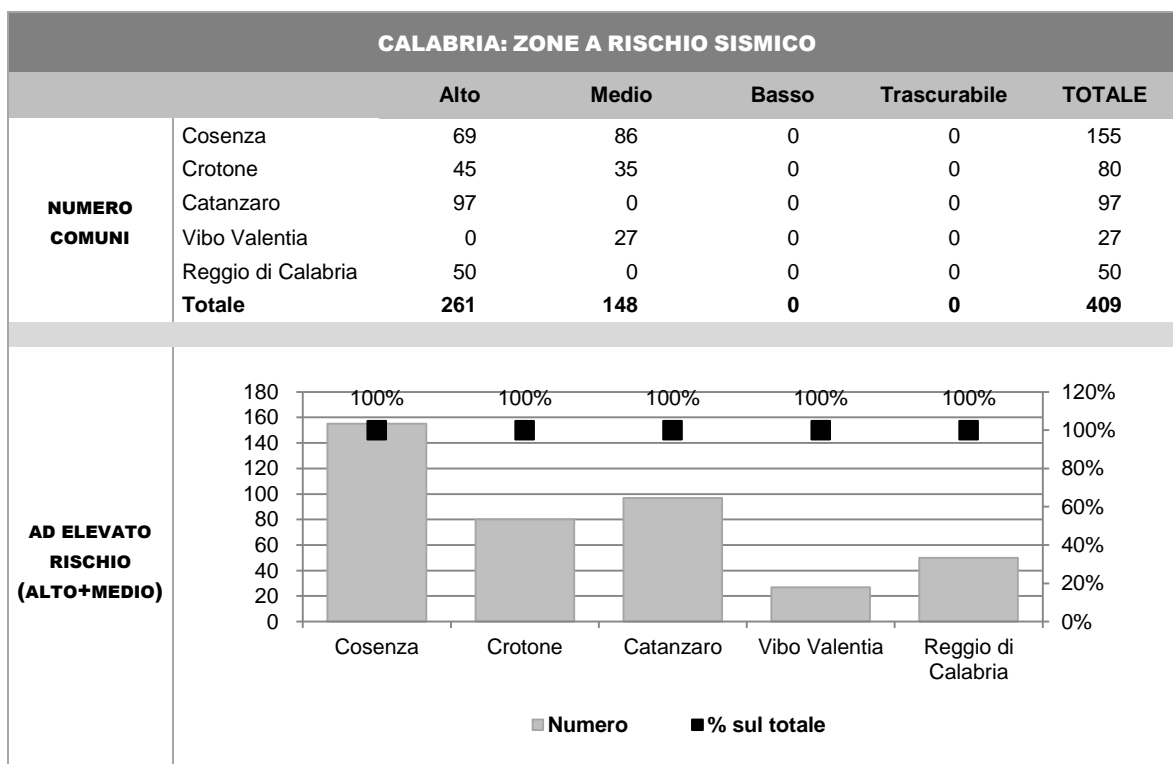 CALABRIA: ZONE A RISCHIO SISMICO
Alto Medio Basso Trascurabile TOTALE
NUMERO
COMUNI
Cosenza 69 86 0 0 155
Crotone 45 35 0 0 80
Catanzaro 97 0 0 0 97
Vibo Valentia 0 27 0 0 27
Reggio di Calabria 50 0 0 0 50
Totale 261 148 0 0 409
AD ELEVATO
RISCHIO
(ALTO+MEDIO)
180 100% 100% 100% 100% 100% 120%
160
140 100%
120 80%
100
80 60%
60 40%
40
20 20%
0 0%
Cosenza Crotone Catanzaro Vibo Valentia Reggio di
Calabria
Numero % sul totale